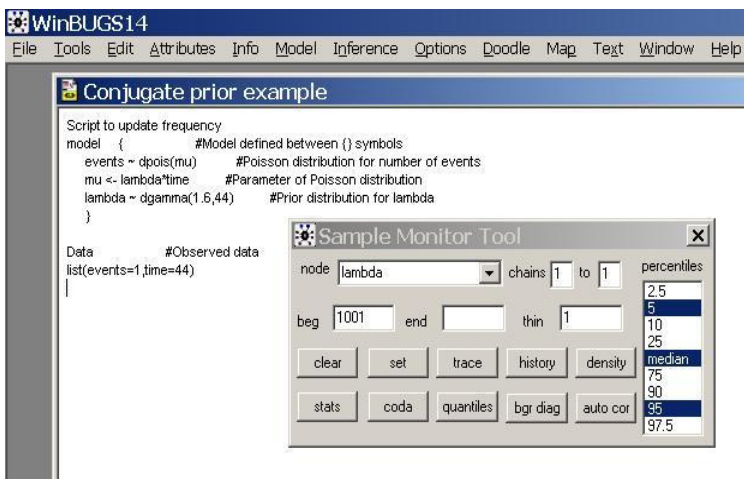 WinBUGS14
File Tools Edit Attributes Info Model Inference Options Doodle Map Text Window Help
Conjugate prior example
Script to update frequency
model { #Model defined between {} symbols
events ~ dpois(mu) #Poisson distribution for number of events
mu <- lambda*time #Parameter of Poisson distribution
lambda ~ dgamma(1.6,44) #Prior distribution for lambda
}
Data #Observed data
list(events=1,time=44)
Sample Monitor Tool
node lambda chains 1 to 1 percentiles
beg 1001 end thin 1
clear set trace history density
stats coda quantiles bgr diag auto cor
2.5
5
10
25
median
75
90
95
97.5